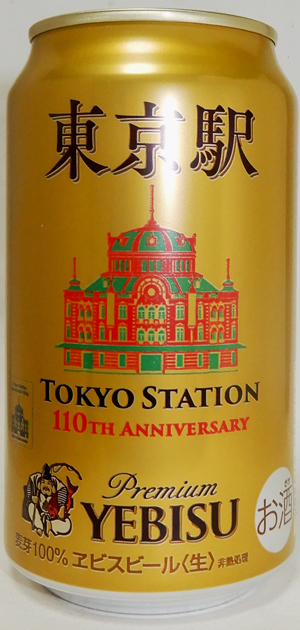 東京駅
TOKYO STATION
110TH ANNIVERSARY
Premium
YEBISU
お酒
麦芽100% ヱビスビール〈生〉 非熱処理